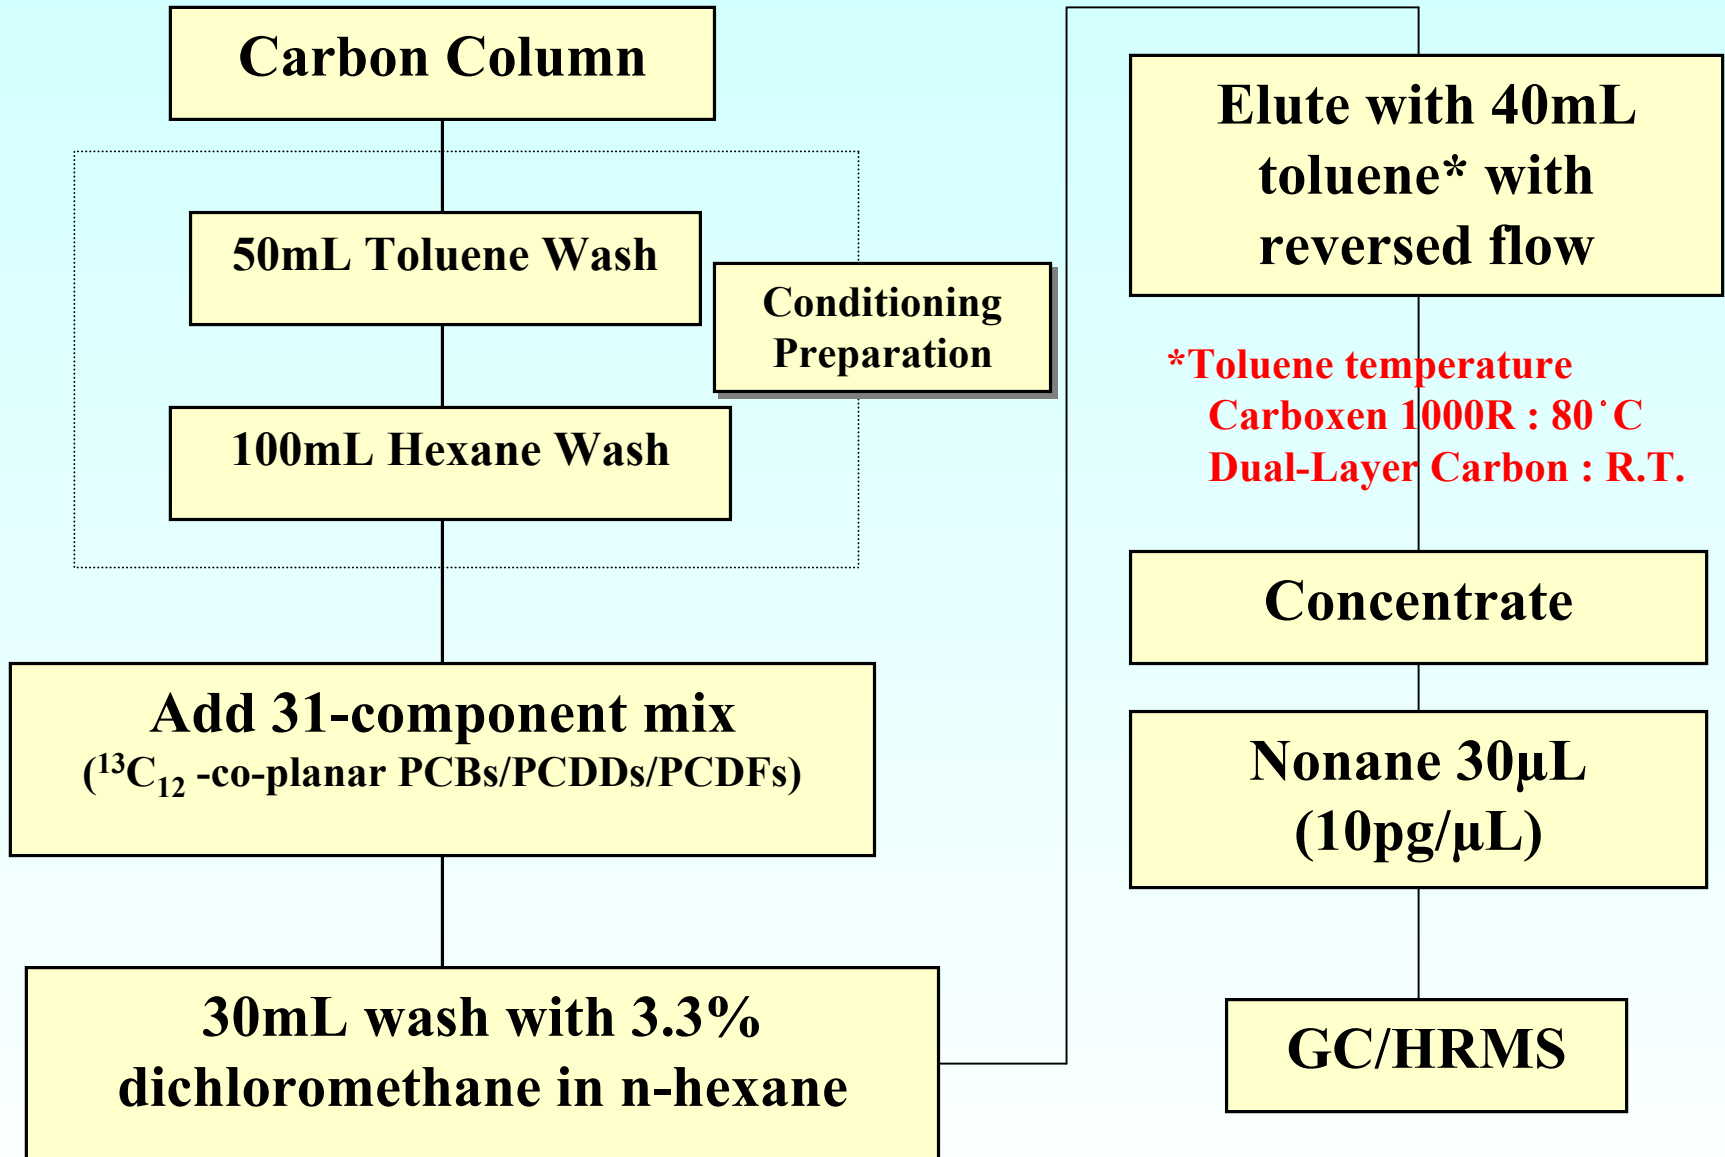 Carbon Column
50mL Toluene Wash
Conditioning
Preparation
100mL Hexane Wash
Add 31-component mix
(¹³C₁₂ -co-planar PCBs/PCDDs/PCDFs)
30mL wash with 3.3%
dichloromethane in n-hexane
Elute with 40mL
toluene* with
reversed flow
*Toluene temperature
Carboxen 1000R : 80˚C
Dual-Layer Carbon : R.T.
Concentrate
Nonane 30μL
(10pg/μL)
GC/HRMS